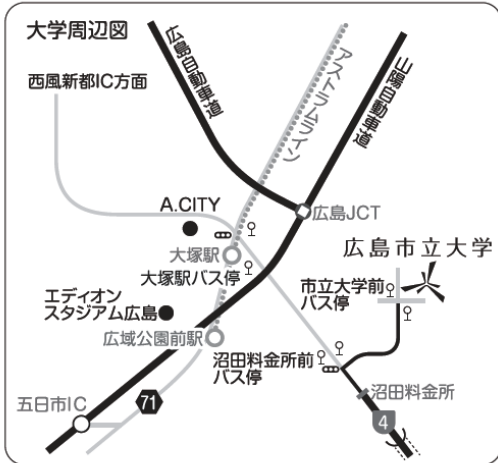 大学周辺図
広島自動車道
アストラムライン
山陽自動車道
西風新都IC方面
A.CITY
広島JCT
大塚駅
大塚駅バス停
広島市立大学
市立大学前
バス停
エディオン
スタジアム広島
広域公園前駅
沼田料金所前
バス停
五日市IC
71
沼田料金所
4